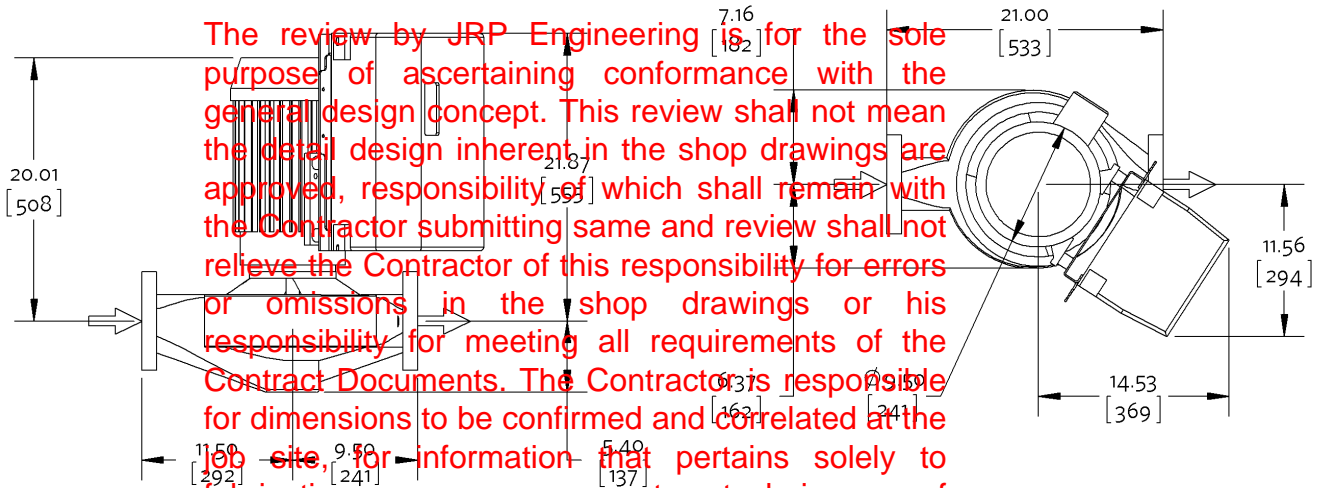 The review by JRP Engineering is for the sole
purpose of ascertaining conformance with the
general design concept. This review shall not mean
the detail design inherent in the shop drawings are
approved, responsibility of which shall remain with
the Contractor submitting same and review shall not
relieve the Contractor of this responsibility for errors
or omissions in the shop drawings or his
responsibility for meeting all requirements of the
Contract Documents. The Contractor is responsible
for dimensions to be confirmed and correlated at the
job site, for information that pertains solely to
20.01
[508]
21.87
[555]
11.50
[292]
9.50
[241]
5.40
[137]
7.16
[182]
21.00
[533]
6.37
[162]
Ø 9.50
[241]
11.56
[294]
14.53
[369]